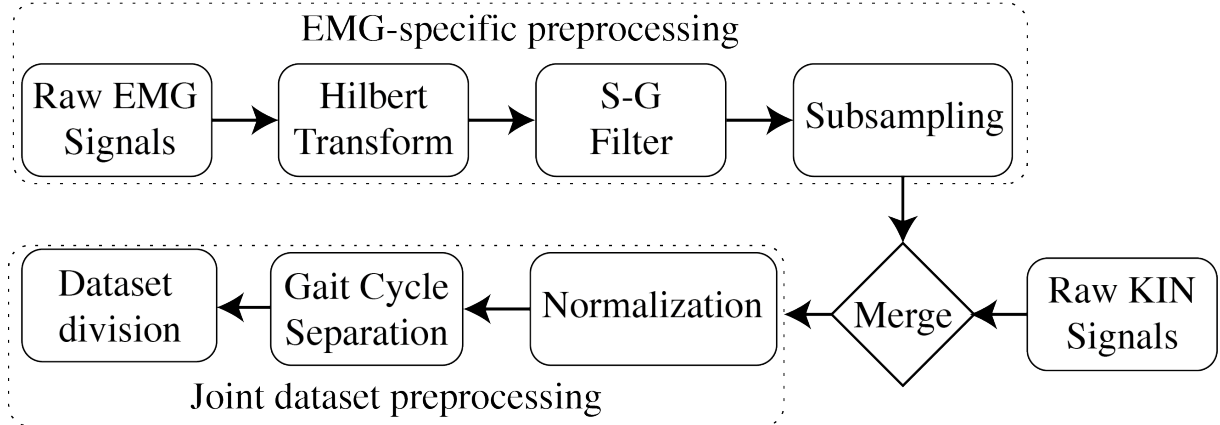 EMG-specific preprocessing
Raw EMG
Signals
Hilbert
Transform
S-G
Filter
Subsampling
Dataset
division
Gait Cycle
Separation
Normalization
Merge
Raw KIN
Signals
Joint dataset preprocessing